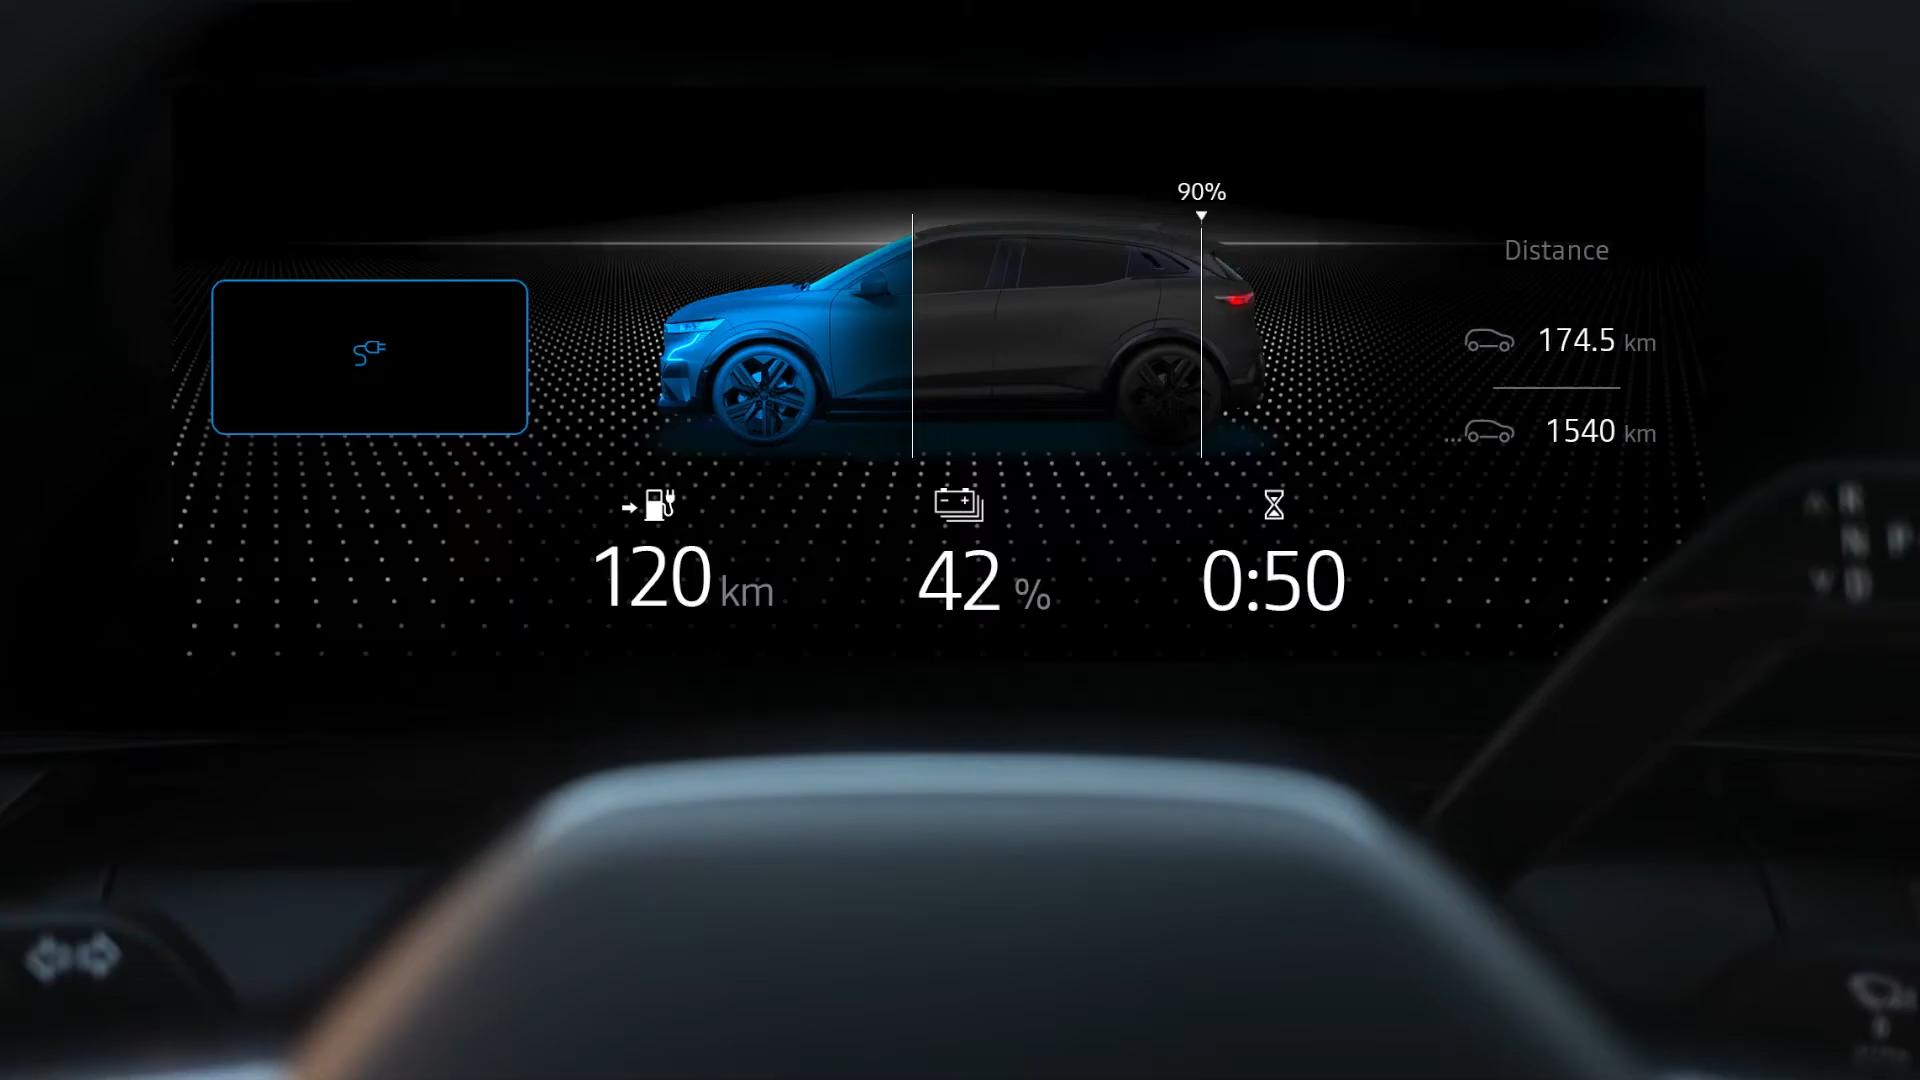 90%
Distance
174.5 km
...1540 km
120 km
42 %
0:50
R
N P
D